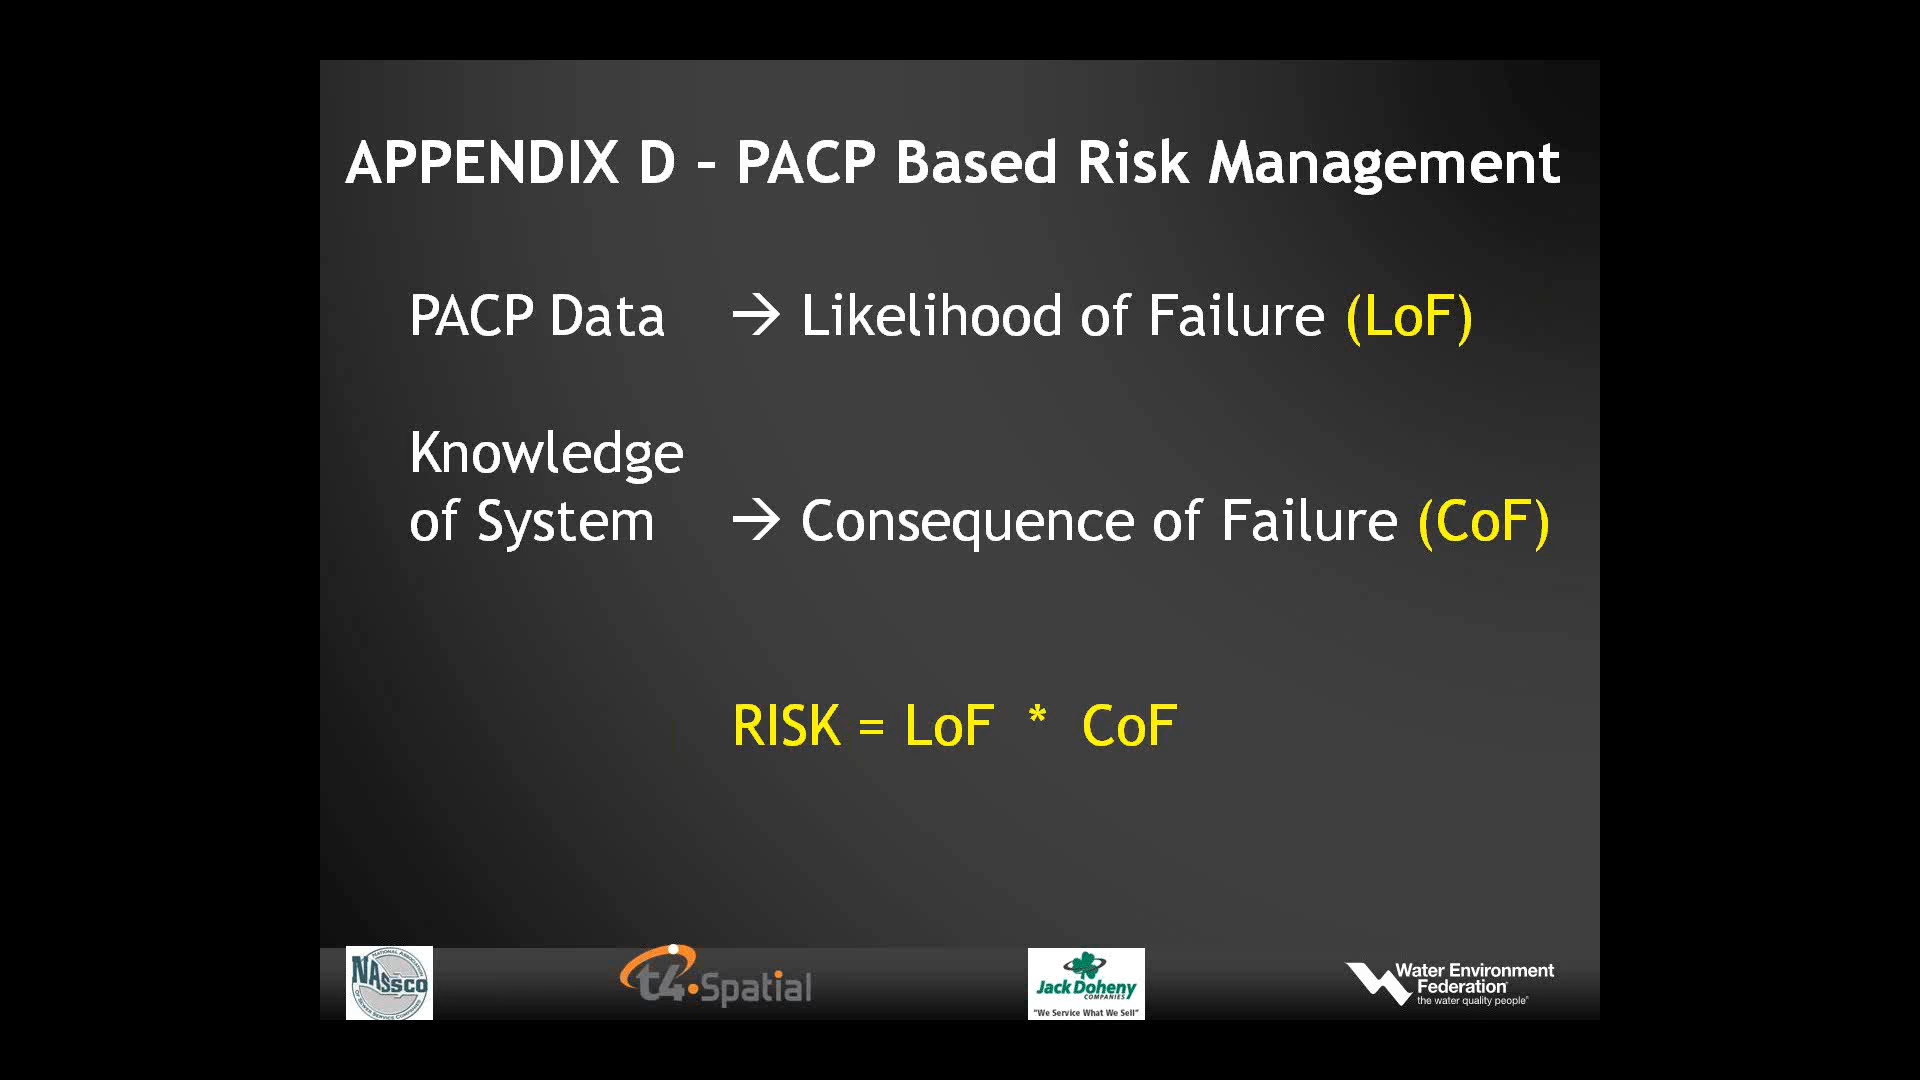 APPENDIX D – PACP Based Risk Management
PACP Data → Likelihood of Failure (LoF)
Knowledge
of System → Consequence of Failure (CoF)
RISK = LoF * CoF
NASSCO
t4.Spatial
Jack Doheny
COMPANIES
"We Service What We Sell"
Water Environment
Federation
the water quality people